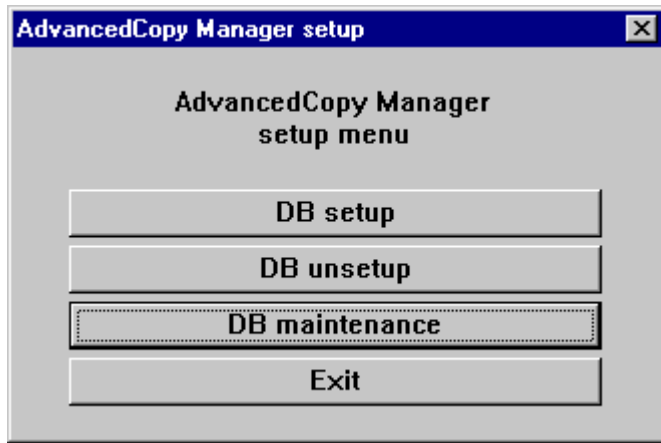 AdvancedCopy Manager setup
AdvancedCopy Manager
setup menu
DB setup
DB unsetup
DB maintenance
Exit